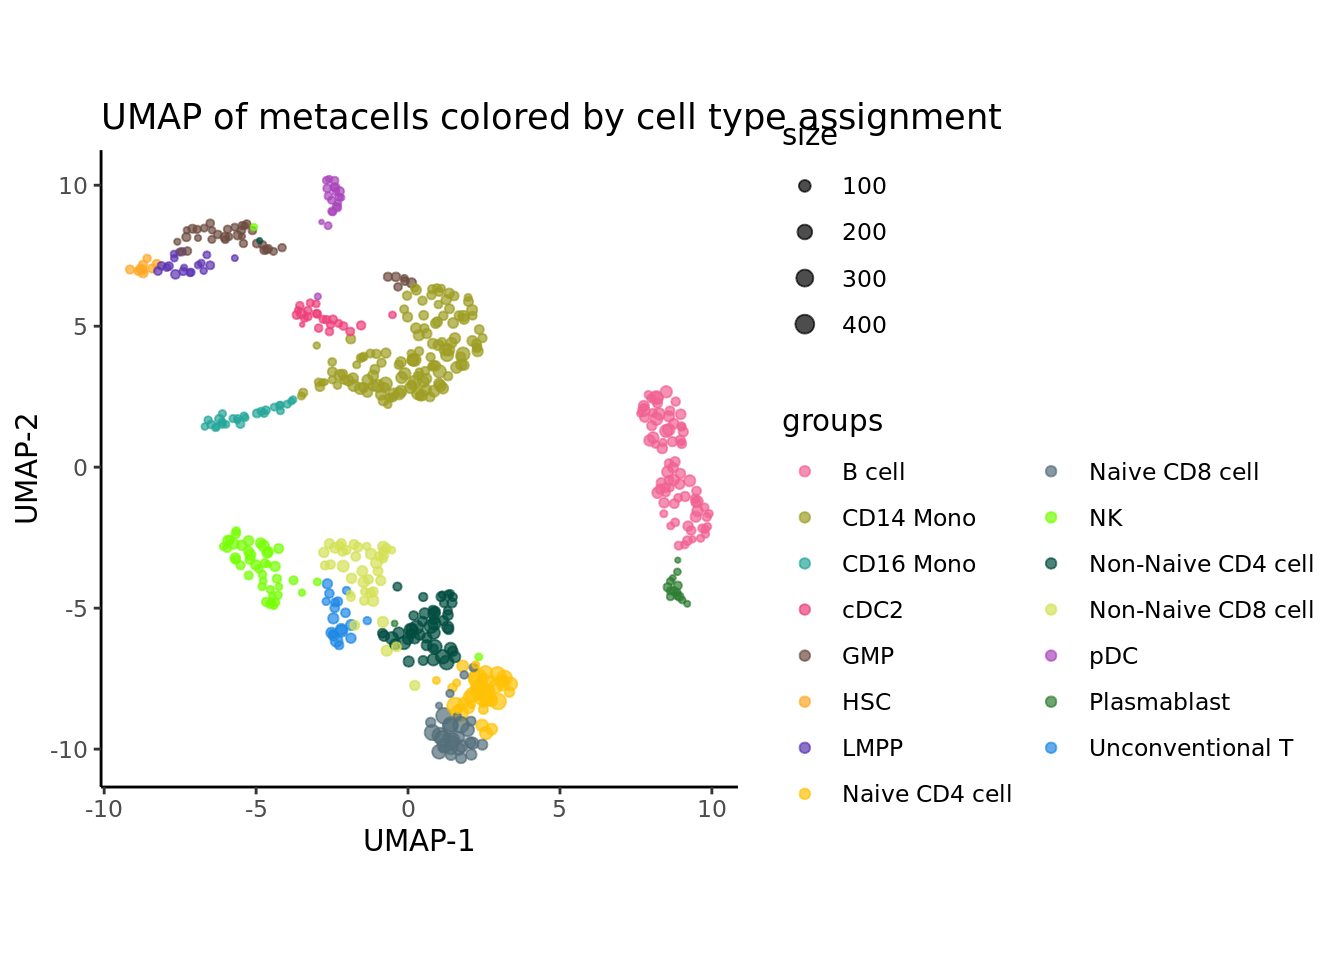 UMAP of metacells colored by cell type assignment
size
100
200
300
400
groups
B cell
CD14 Mono
CD16 Mono
cDC2
GMP
HSC
LMPP
Naive CD4 cell
Naive CD8 cell
NK
Non-Naive CD4 cell
Non-Naive CD8 cell
pDC
Plasmablast
Unconventional T
UMAP-2
10
5
0
-5
-10
-10
-5
0
5
10
UMAP-1